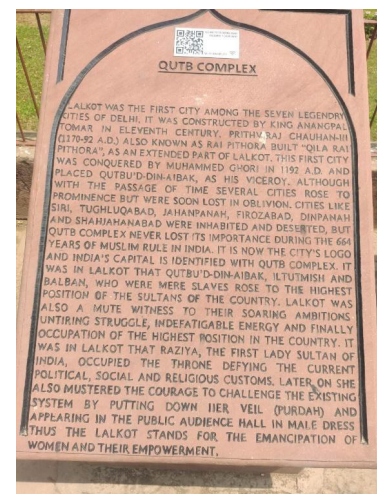 QUTB COMPLEX
LALKOT WAS THE FIRST CITY AMONG THE SEVEN LEGENDRY
CITIES OF DELHI. IT WAS CONSTRUCTED BY KING ANANGPAL
TOMAR IN ELEVENTH CENTURY. PRITHVIRAJ CHAUHAN-III
(1170-92 A.D.) ALSO KNOWN AS RAI PITHORA BUILT "QILA RAI
PITHORA", AS AN EXTENDED PART OF LALKOT. THIS FIRST CITY
WAS CONQUERED BY MUHAMMED GHORI IN 1192 A.D. AND
PLACED QUTBU'D-DIN-AIBAK, AS HIS VICEROY. ALTHOUGH
WITH THE PASSAGE OF TIME SEVERAL CITIES ROSE TO
PROMINENCE BUT WERE SOON LOST IN OBLIVION. CITIES LIKE
SIRI, TUGHLUQABAD, JAHANPANAH, FIROZABAD, DINPANAH
AND SHAHJAHANABAD WERE INHABITED AND DESERTED, BUT
QUTB COMPLEX NEVER LOST ITS IMPORTANCE DURING THE 664
YEARS OF MUSLIM RULE IN INDIA. IT IS NOW THE CITY'S LOGO
AND INDIA'S CAPITAL IS IDENTIFIED WITH QUTB COMPLEX. IT
WAS IN LALKOT THAT QUTBU'D-DIN-AIBAK, ILTUTMISH AND
BALBAN, WHO WERE MERE SLAVES ROSE TO THE HIGHEST
POSITION OF THE SULTANS OF THE COUNTRY. LALKOT WAS
ALSO A MUTE WITNESS TO THEIR SOARING AMBITIONS
UNTIRING STRUGGLE, INDEFATIGABLE ENERGY AND FINALLY
OCCUPATION OF THE HIGHEST POSITION IN THE COUNTRY. IT
WAS IN LALKOT THAT RAZIYA, THE FIRST LADY SULTAN OF
INDIA, OCCUPIED THE THRONE DEFYING THE CURRENT
POLITICAL, SOCIAL AND RELIGIOUS CUSTOMS. LATER ON SHE
ALSO MUSTERED THE COURAGE TO CHALLENGE THE EXISTING
SYSTEM BY PUTTING DOWN HER VEIL (PURDAH) AND
APPEARING IN THE PUBLIC AUDIENCE HALL IN MALE DRESS
THUS THE LALKOT STANDS FOR THE EMANCIPATION OF
WOMEN AND THEIR EMPOWERMENT.